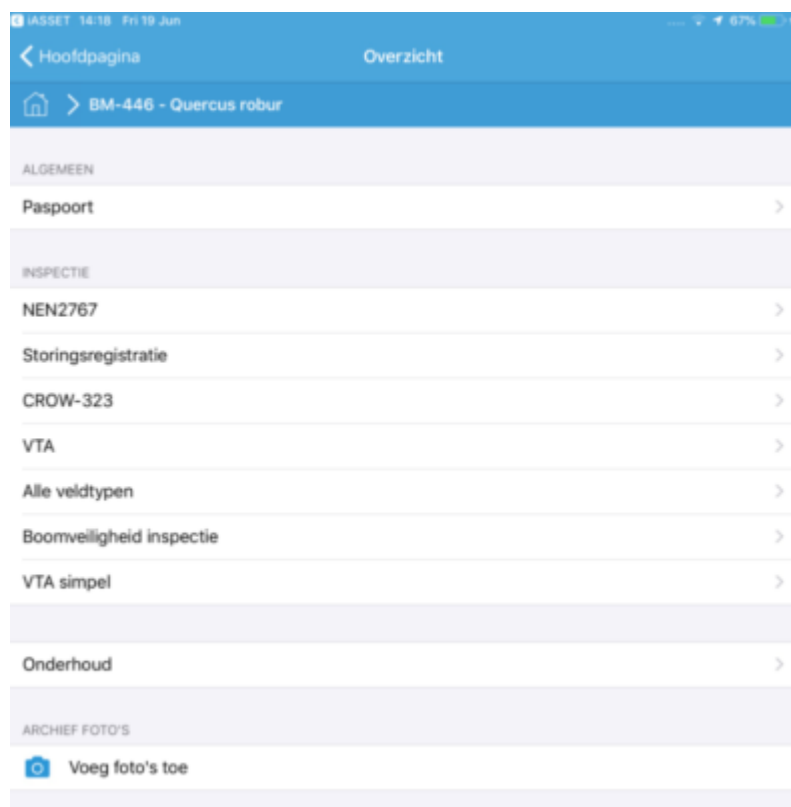 iASSET 14:18 Fri 19 Jun 67%
Hoofdpagina Overzicht
BM-446 - Quercus robur
ALGEMEEN
Paspoort
INSPECTIE
NEN2767
Storingsregistratie
CROW-323
VTA
Alle veldtypen
Boomveiligheid inspectie
VTA simpel
Onderhoud
ARCHIEF FOTO'S
Voeg foto's toe